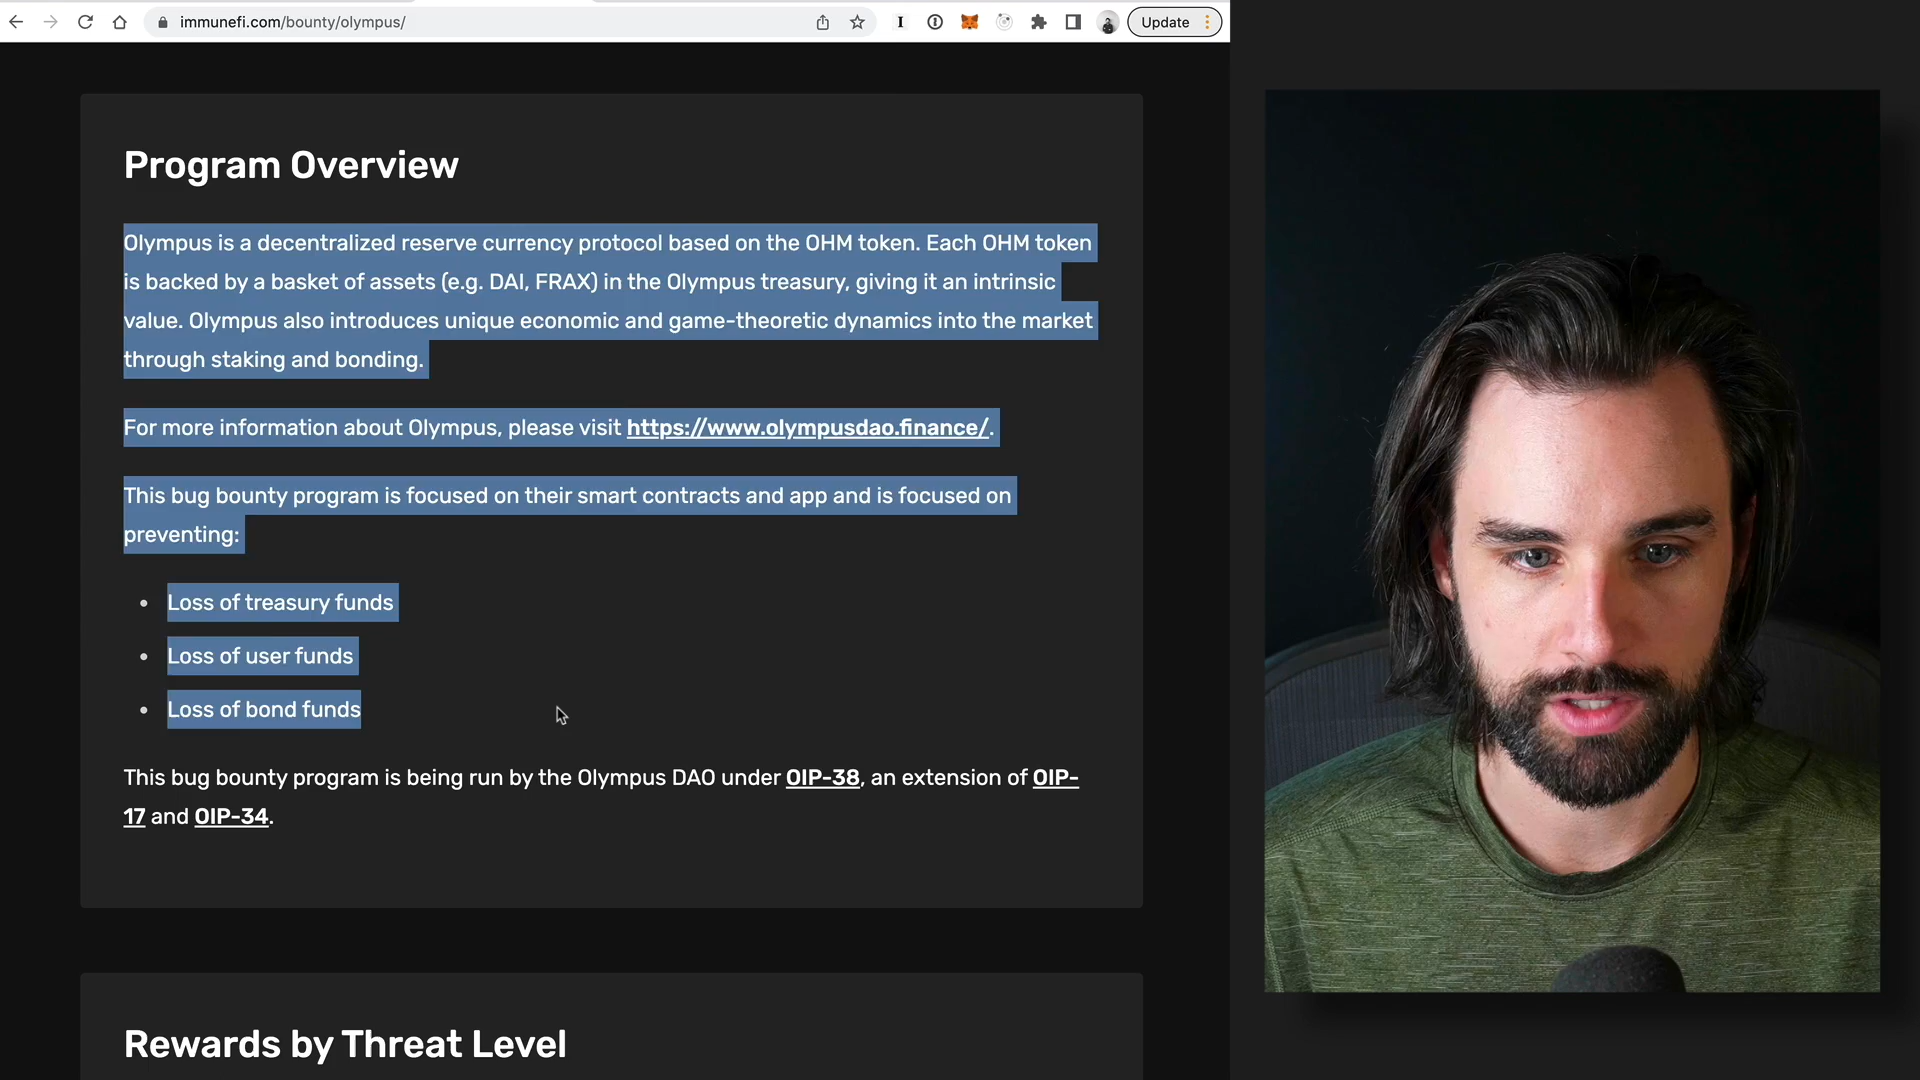 immunefi.com/bounty/olympus/
Update
Program Overview
Olympus is a decentralized reserve currency protocol based on the OHM token. Each OHM token
is backed by a basket of assets (e.g. DAI, FRAX) in the Olympus treasury, giving it an intrinsic
value. Olympus also introduces unique economic and game-theoretic dynamics into the market
through staking and bonding.
For more information about Olympus, please visit https://www.olympusdao.finance/.
This bug bounty program is focused on their smart contracts and app and is focused on
preventing:
• Loss of treasury funds
• Loss of user funds
• Loss of bond funds
This bug bounty program is being run by the Olympus DAO under OIP-38, an extension of OIP-
17 and OIP-34.
Rewards by Threat Level